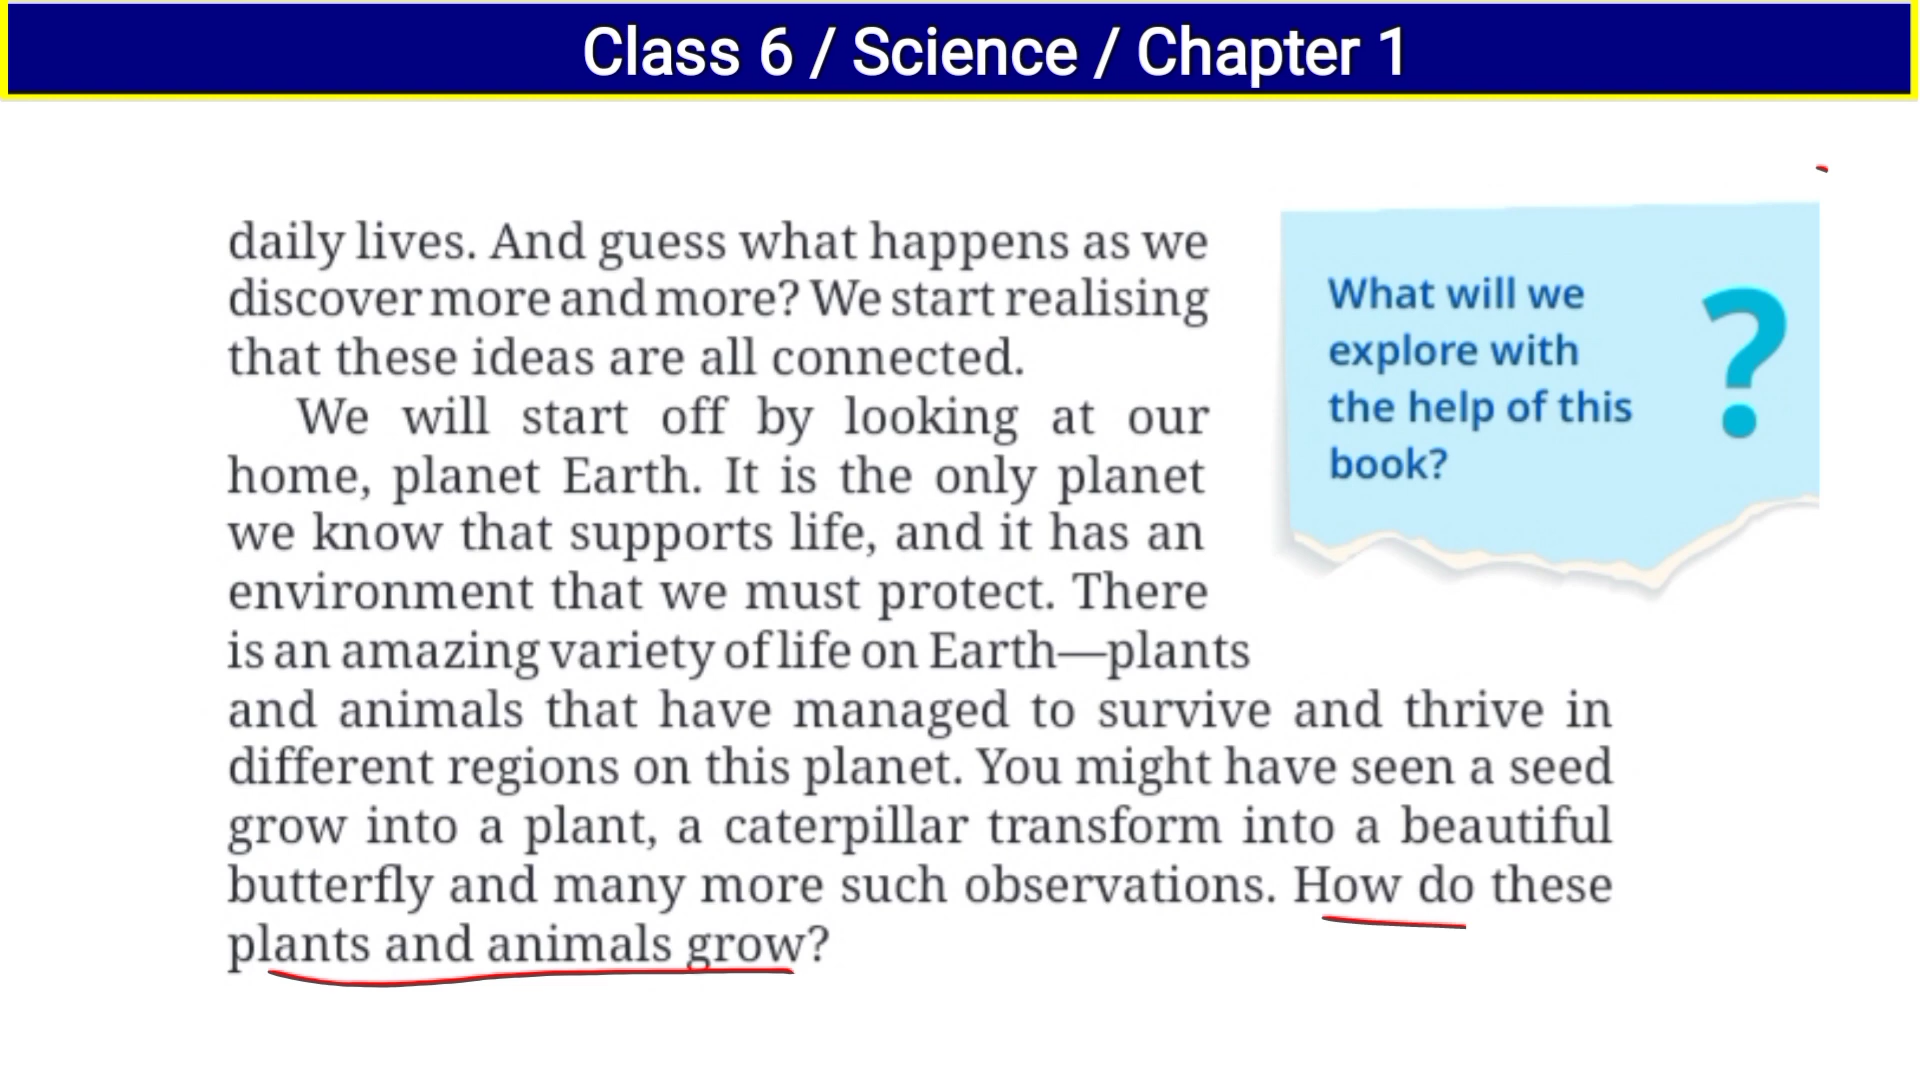 Class 6 / Science / Chapter 1
daily lives. And guess what happens as we
discover more and more? We start realising
that these ideas are all connected.
We will start off by looking at our
home, planet Earth. It is the only planet
we know that supports life, and it has an
environment that we must protect. There
is an amazing variety of life on Earth—plants
and animals that have managed to survive and thrive in
different regions on this planet. You might have seen a seed
grow into a plant, a caterpillar transform into a beautiful
butterfly and many more such observations. How do these
plants and animals grow?
What will we
explore with
the help of this
book?
?